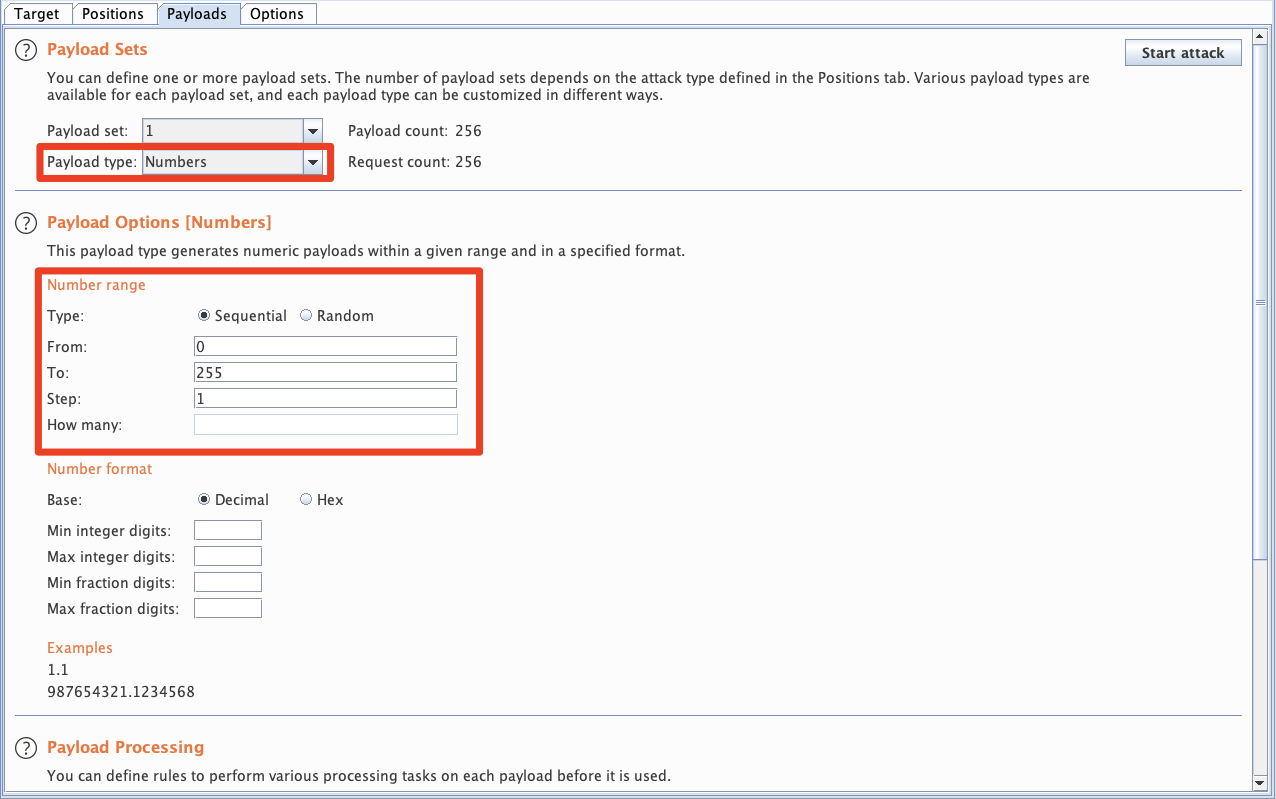 Target Positions Payloads Options
? Payload Sets Start attack
You can define one or more payload sets. The number of payload sets depends on the attack type defined in the Positions tab. Various payload types are
available for each payload set, and each payload type can be customized in different ways.
Payload set: 1 Payload count: 256
Payload type: Numbers Request count: 256
? Payload Options [Numbers]
This payload type generates numeric payloads within a given range and in a specified format.
Number range
Type: Sequential Random
From: 0
To: 255
Step: 1
How many:
Number format
Base: Decimal Hex
Min integer digits:
Max integer digits:
Min fraction digits:
Max fraction digits:
Examples
1.1
987654321.1234568
? Payload Processing
You can define rules to perform various processing tasks on each payload before it is used.